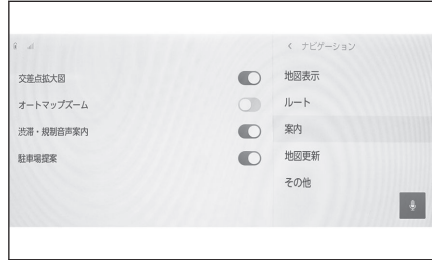 交差点拡大図
オートマップズーム
渋滞・規制音声案内
駐車場提案
ナビゲーション
地図表示
ルート
案内
地図更新
その他